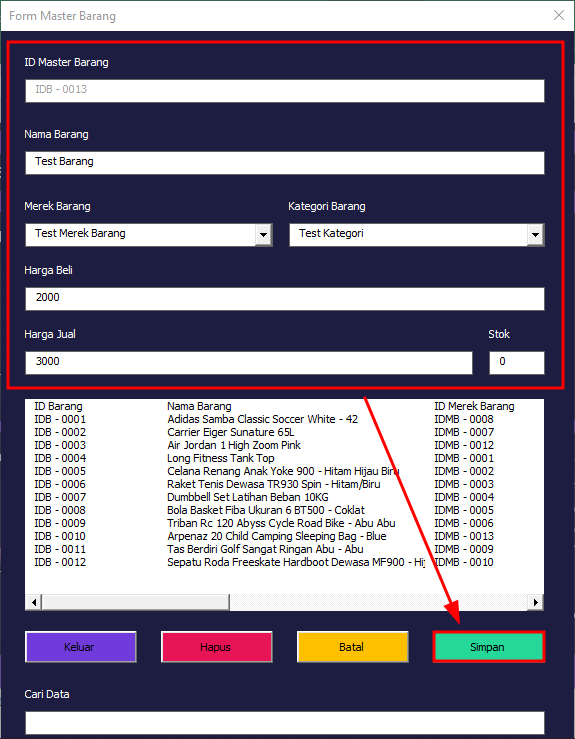 Form Master Barang
ID Master Barang
IDB - 0013
Nama Barang
Test Barang
Merek Barang Kategori Barang
Test Merek Barang Test Kategori
Harga Beli
2000
Harga Jual Stok
3000 0
ID Barang Nama Barang ID Merek Barang
IDB - 0001 Adidas Samba Classic Soccer White - 42 IDMB - 0008
IDB - 0002 Carrier Eiger Sunature 65L IDMB - 0007
IDB - 0003 Air Jordan 1 High Zoom Pink IDMB - 0012
IDB - 0004 Long Fitness Tank Top IDMB - 0001
IDB - 0005 Celana Renang Anak Yoke 900 - Hitam Hijau Biru IDMB - 0002
IDB - 0006 Raket Tenis Dewasa TR930 Spin - Hitam/Biru IDMB - 0003
IDB - 0007 Dumbbell Set Latihan Beban 10KG IDMB - 0004
IDB - 0008 Bola Basket Fiba Ukuran 6 BT500 - Coklat IDMB - 0005
IDB - 0009 Triban Rc 120 Abyss Cycle Road Bike - Abu Abu IDMB - 0006
IDB - 0010 Arpenaz 20 Child Camping Sleeping Bag - Blue IDMB - 0013
IDB - 0011 Tas Berdiri Golf Sangat Ringan Abu - Abu IDMB - 0009
IDB - 0012 Sepatu Roda Freeskate Hardboot Dewasa MF900 - Hij IDMB - 0010
Keluar Hapus Batal Simpan
Cari Data